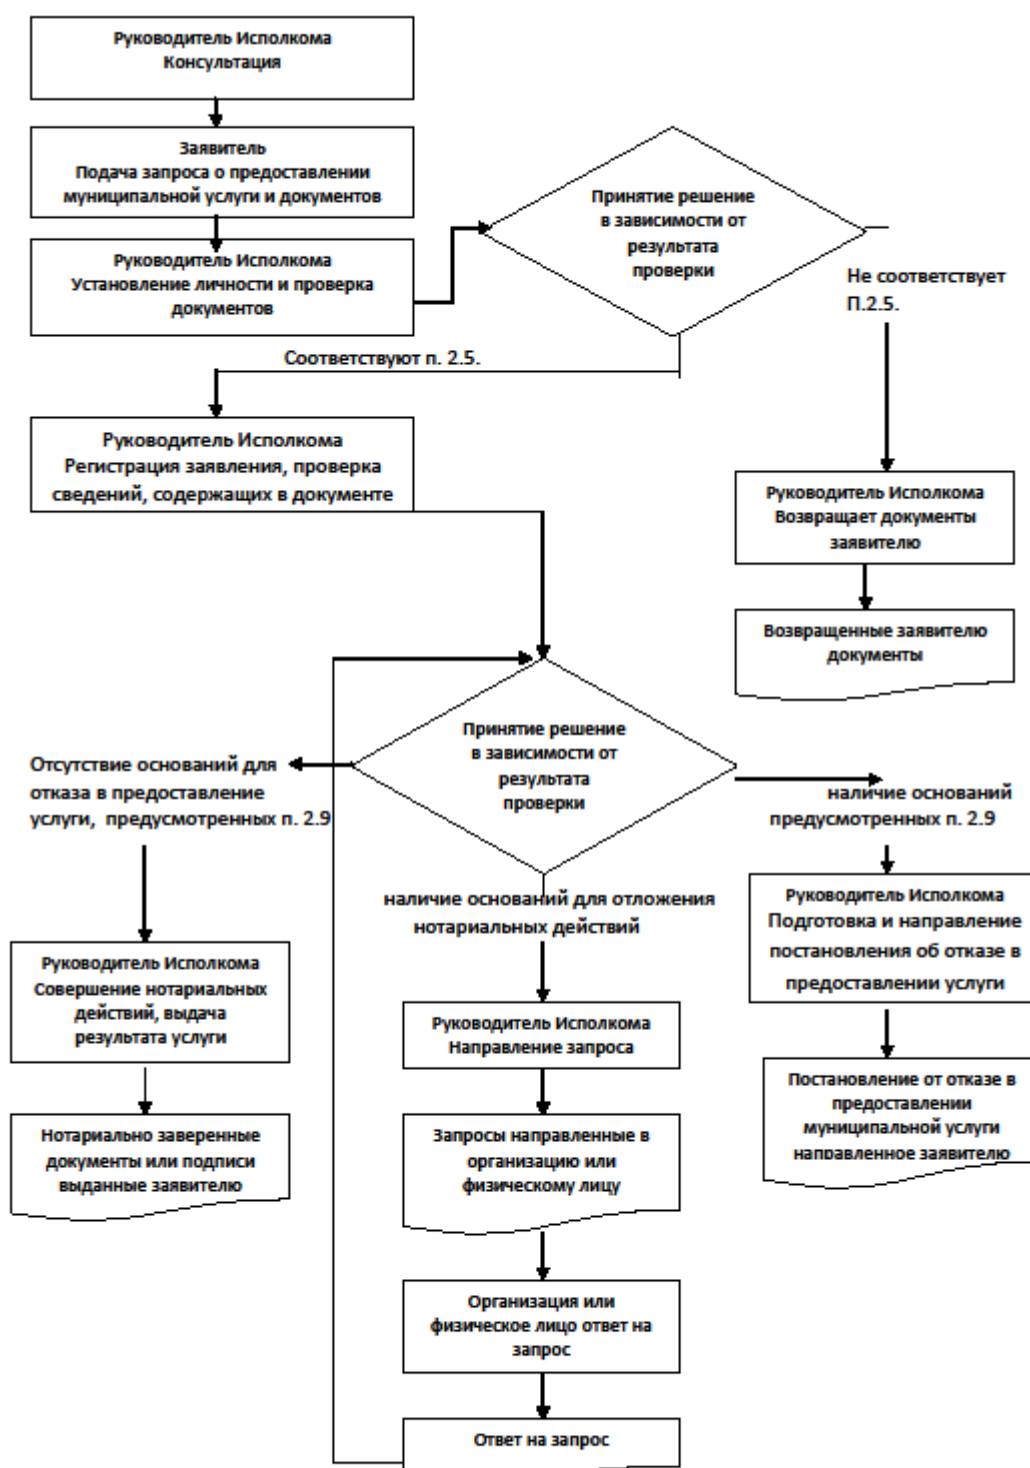 Руководитель Исполкома
Консультация
Заявитель
Подача запроса о предоставлении
муниципальной услуги и документов
Руководитель Исполкома
Установление личности и проверка
документов
Принятие решение
в зависимости от
результата
проверки
Не соответствует
П.2.5.
Соответствуют п. 2.5.
Руководитель Исполкома
Регистрация заявления, проверка
сведений, содержащих в документе
Руководитель Исполкома
Возвращает документы
заявителю
Возвращенные заявителю
документы
Принятие решение
в зависимости от
результата
проверки
Отсутствие оснований для
отказа в предоставление
услуги, предусмотренных п. 2.9
наличие оснований
предусмотренных п. 2.9
наличие оснований для отложения
нотариальных действий
Руководитель Исполкома
Подготовка и направление
постановления об отказе в
предоставлении услуги
Руководитель Исполкома
Совершение нотариальных
действий, выдача
результата услуги
Руководитель Исполкома
Направление запроса
Постановление от отказе в
предоставлении
муниципальной услуги
направленное заявителю
Нотариально заверенные
документы или подписи
выданные заявителю
Запросы направленные в
организацию или
физическому лицу
Организация или
физическое лицо ответ на
запрос
Ответ на запрос